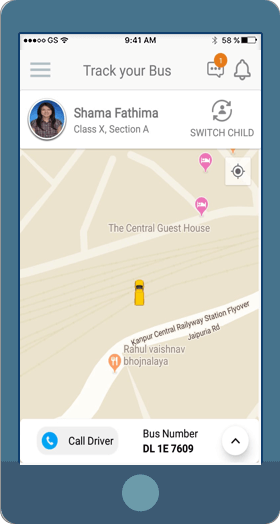 GS 9:41 AM 58 %
Track your Bus
1
Shama Fathima
Class X, Section A
SWITCH CHILD
The Central Guest House
Kanpur Central Railyway Station Flyover
Jaipuria Rd
Rahul vaishnav
bhojnalaya
Call Driver
Bus Number
DL 1E 7609